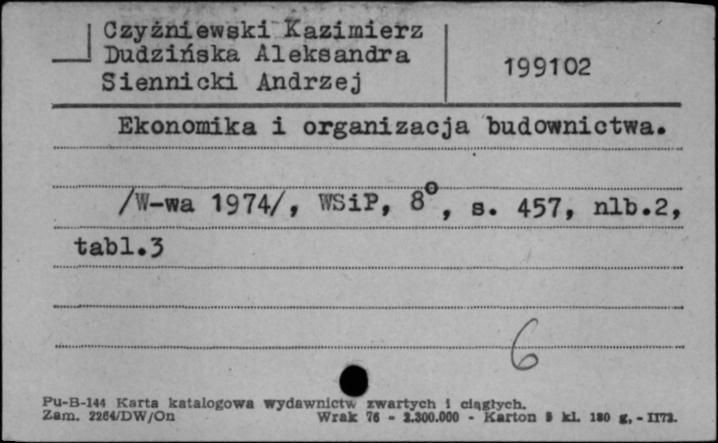 Czyżniewski Kazimierz
Dudzińska Aleksandra
Siennicki Andrzej
199102
Ekonomika i organizacja budownictwa.
/W-wa 1974/, WSiP, 8°, s. 457, nlb.2,
tabl.3
6
Pu-B-144 Karta katalogowa wydawnictw zwartych i ciągłych.
Zam. 2264/DW/On Wrak 76 - 2.300.000 - Karton 5 kl. 180 g. - II73.